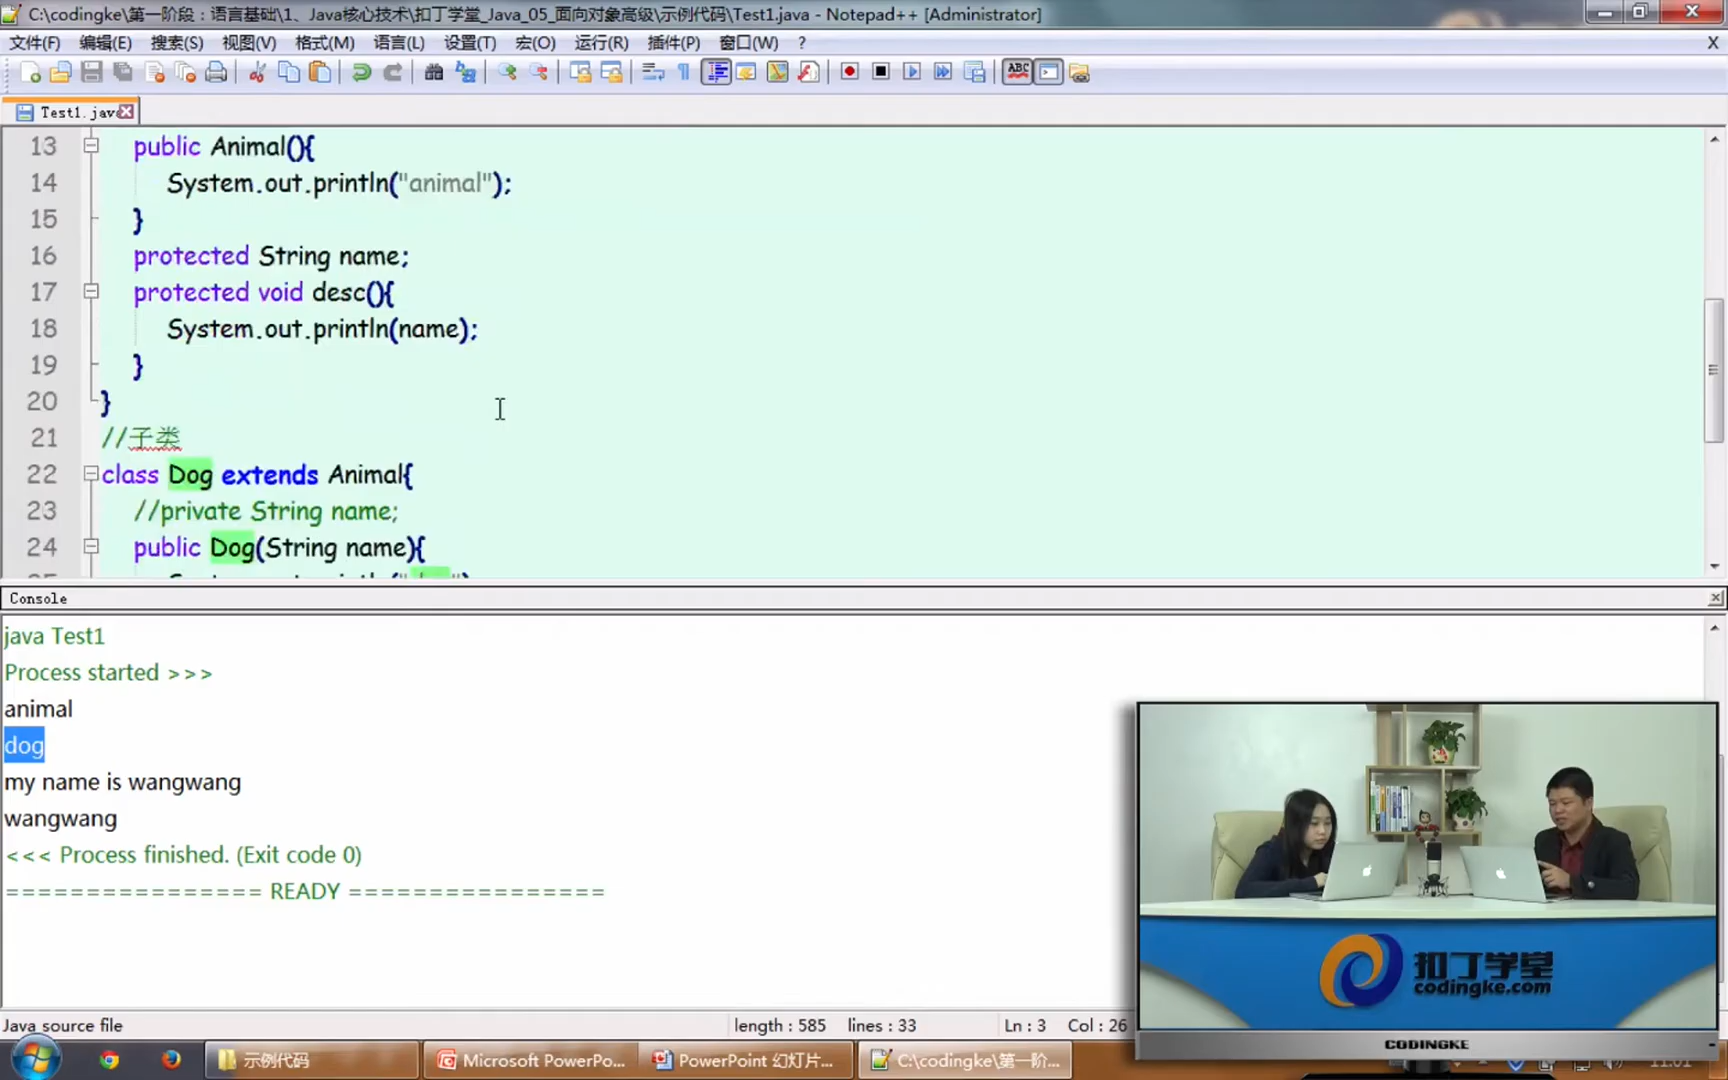 C:\codingke\第一阶段：语言基础\1、Java核心技术\扣丁学堂_Java_05_面向对象高级\示例代码\Test1.java - Notepad++ [Administrator]
文件(F) 编辑(E) 搜索(S) 视图(V) 格式(M) 语言(L) 设置(T) 宏(O) 运行(R) 插件(P) 窗口(W) ? X
ABC
Test1.java
13 public Animal(){
14 System.out.println("animal");
15 }
16 protected String name;
17 protected void desc(){
18 System.out.println(name);
19 }
20 }
21 //子类
22 class Dog extends Animal{
23 //private String name;
24 public Dog(String name){
Console
java Test1
Process started >>>
animal
dog
my name is wangwang
wangwang
<<< Process finished. (Exit code 0)
================ READY ================
扣丁学堂
codingke.com
Java source file length : 585 lines : 33 Ln : 3 Col : 26
CODINGKE
示例代码 Microsoft PowerPo... PowerPoint 幻灯片... C:\codingke\第一阶...